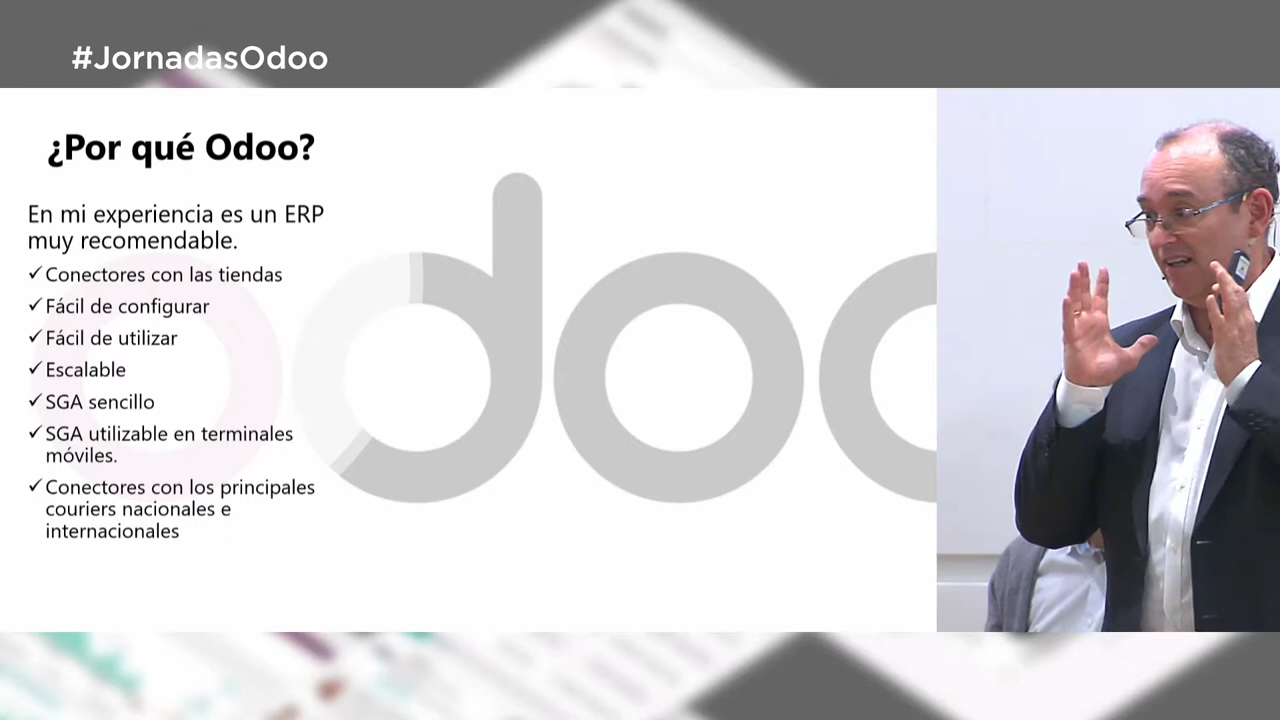 #JornadasOdoo
¿Por qué Odoo?
En mi experiencia es un ERP
muy recomendable.
✓Conectores con las tiendas
✓Fácil de configurar
✓Fácil de utilizar
✓Escalable
✓SGA sencillo
✓SGA utilizable en terminales
móviles.
✓Conectores con los principales
couriers nacionales e
internacionales
odoo